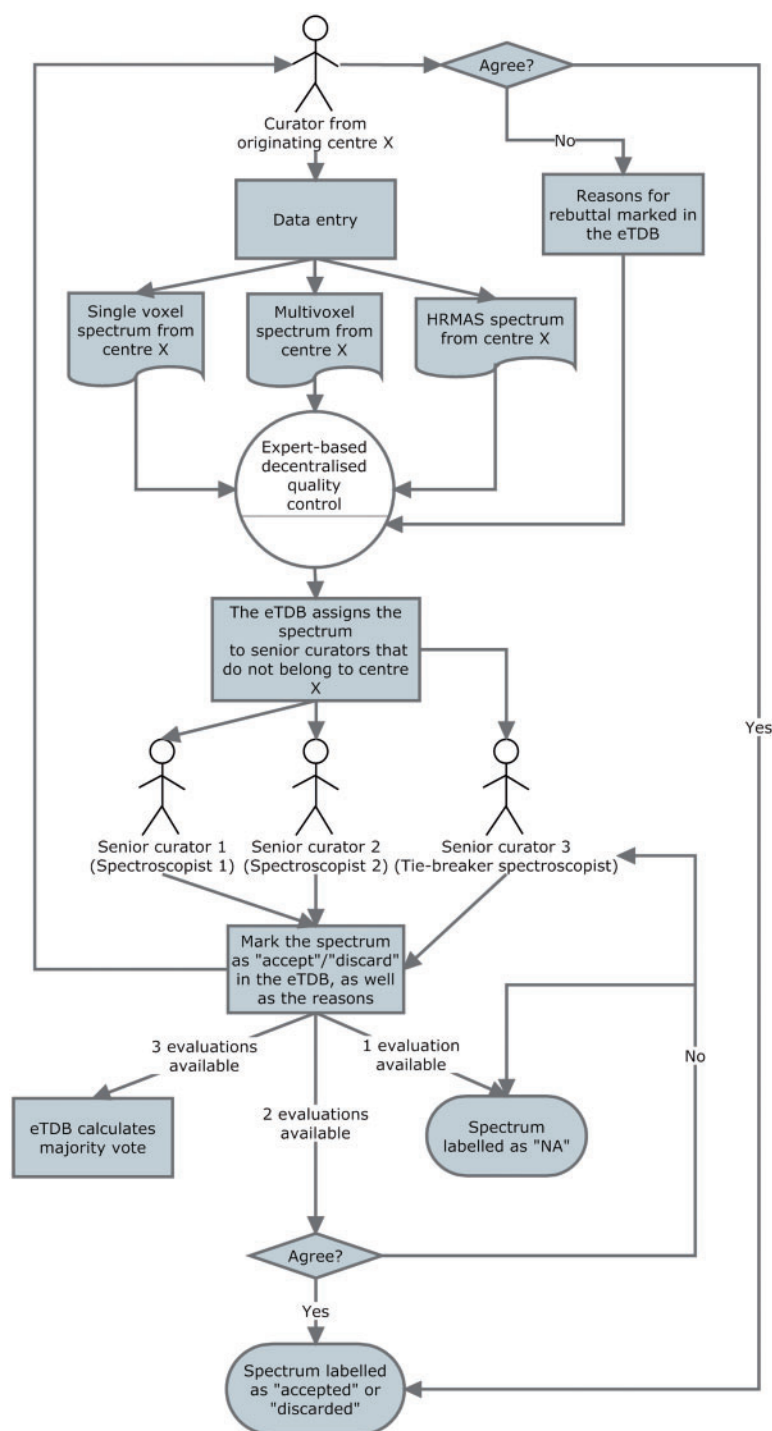 Agree?
Curator from
originating centre X
No
Reasons for
rebuttal marked in
the eTDB
Data entry
Single voxel
spectrum from
centre X
Multivoxel
spectrum from
centre X
HRMAS spectrum
from centre X
Expert-based
decentralised
quality
control
The eTDB assigns the
spectrum
to senior curators that
do not belong to centre
X
Yes
Senior curator 1
(Spectroscopist 1)
Senior curator 2
(Spectroscopist 2)
Senior curator 3
(Tie-breaker spectroscopist)
Mark the spectrum
as "accept"/"discard"
in the eTDB, as well
as the reasons
3 evaluations
available
1 evaluation
available
No
2 evaluations
available
eTDB calculates
majority vote
Spectrum
labelled as "NA"
Agree?
Yes
Spectrum labelled
as "accepted" or
"discarded"